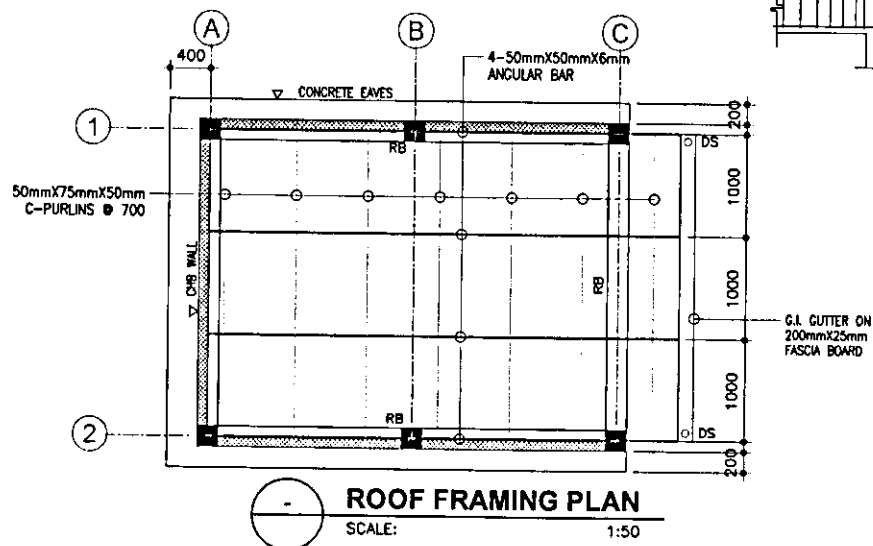 A
B
C
400
4-50mmX50mmX6mm
ANGULAR BAR
CONCRETE EAVES
200
1
RB
DS
50mmX75mmX50mm
C-PURLINS @ 700
1000
CHB WALL
RB
1000
G.I. GUTTER ON
200mmX25mm
FASCIA BOARD
1000
RB
2
DS
200
-
ROOF FRAMING PLAN
SCALE: 1:50